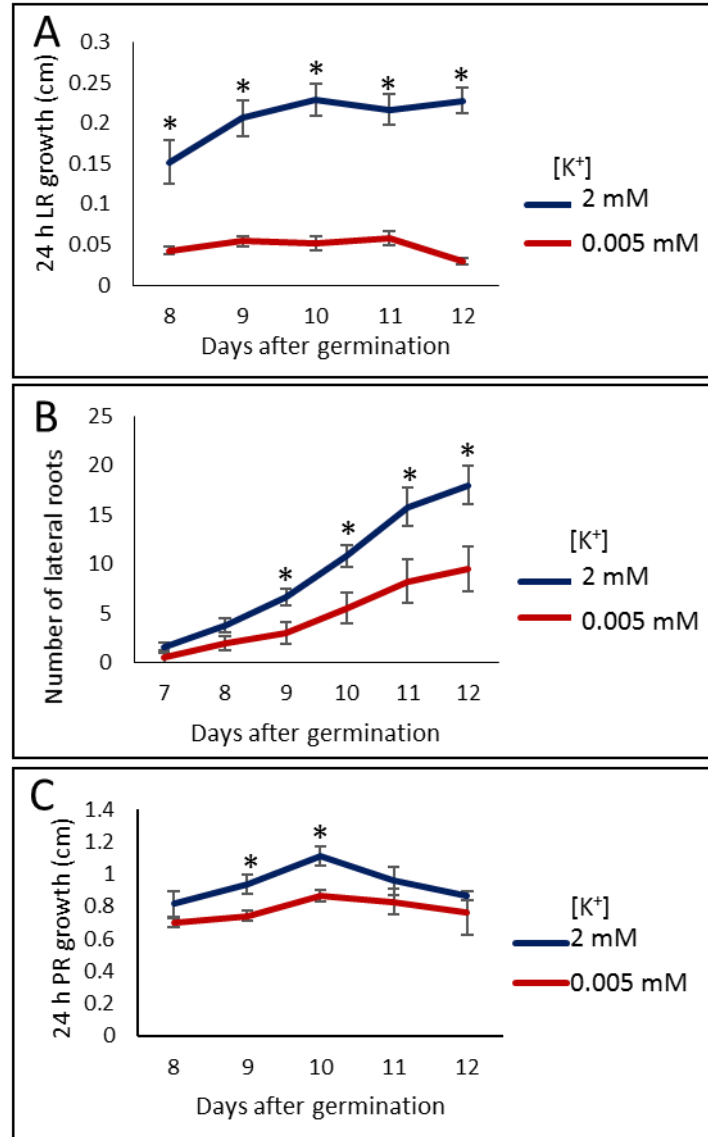 A
24 h LR growth (cm)
0.3
0.25
0.2
0.15
0.1
0.05
0
* * * * *
8 9 10 11 12
Days after germination
[K⁺]
2 mM
0.005 mM
B
Number of lateral roots
25
20
15
10
5
0
* * * *
7 8 9 10 11 12
Days after germination
[K⁺]
2 mM
0.005 mM
C
24 h PR growth (cm)
1.4
1.2
1
0.8
0.6
0.4
0.2
0
* *
8 9 10 11 12
Days after germination
[K⁺]
2 mM
0.005 mM